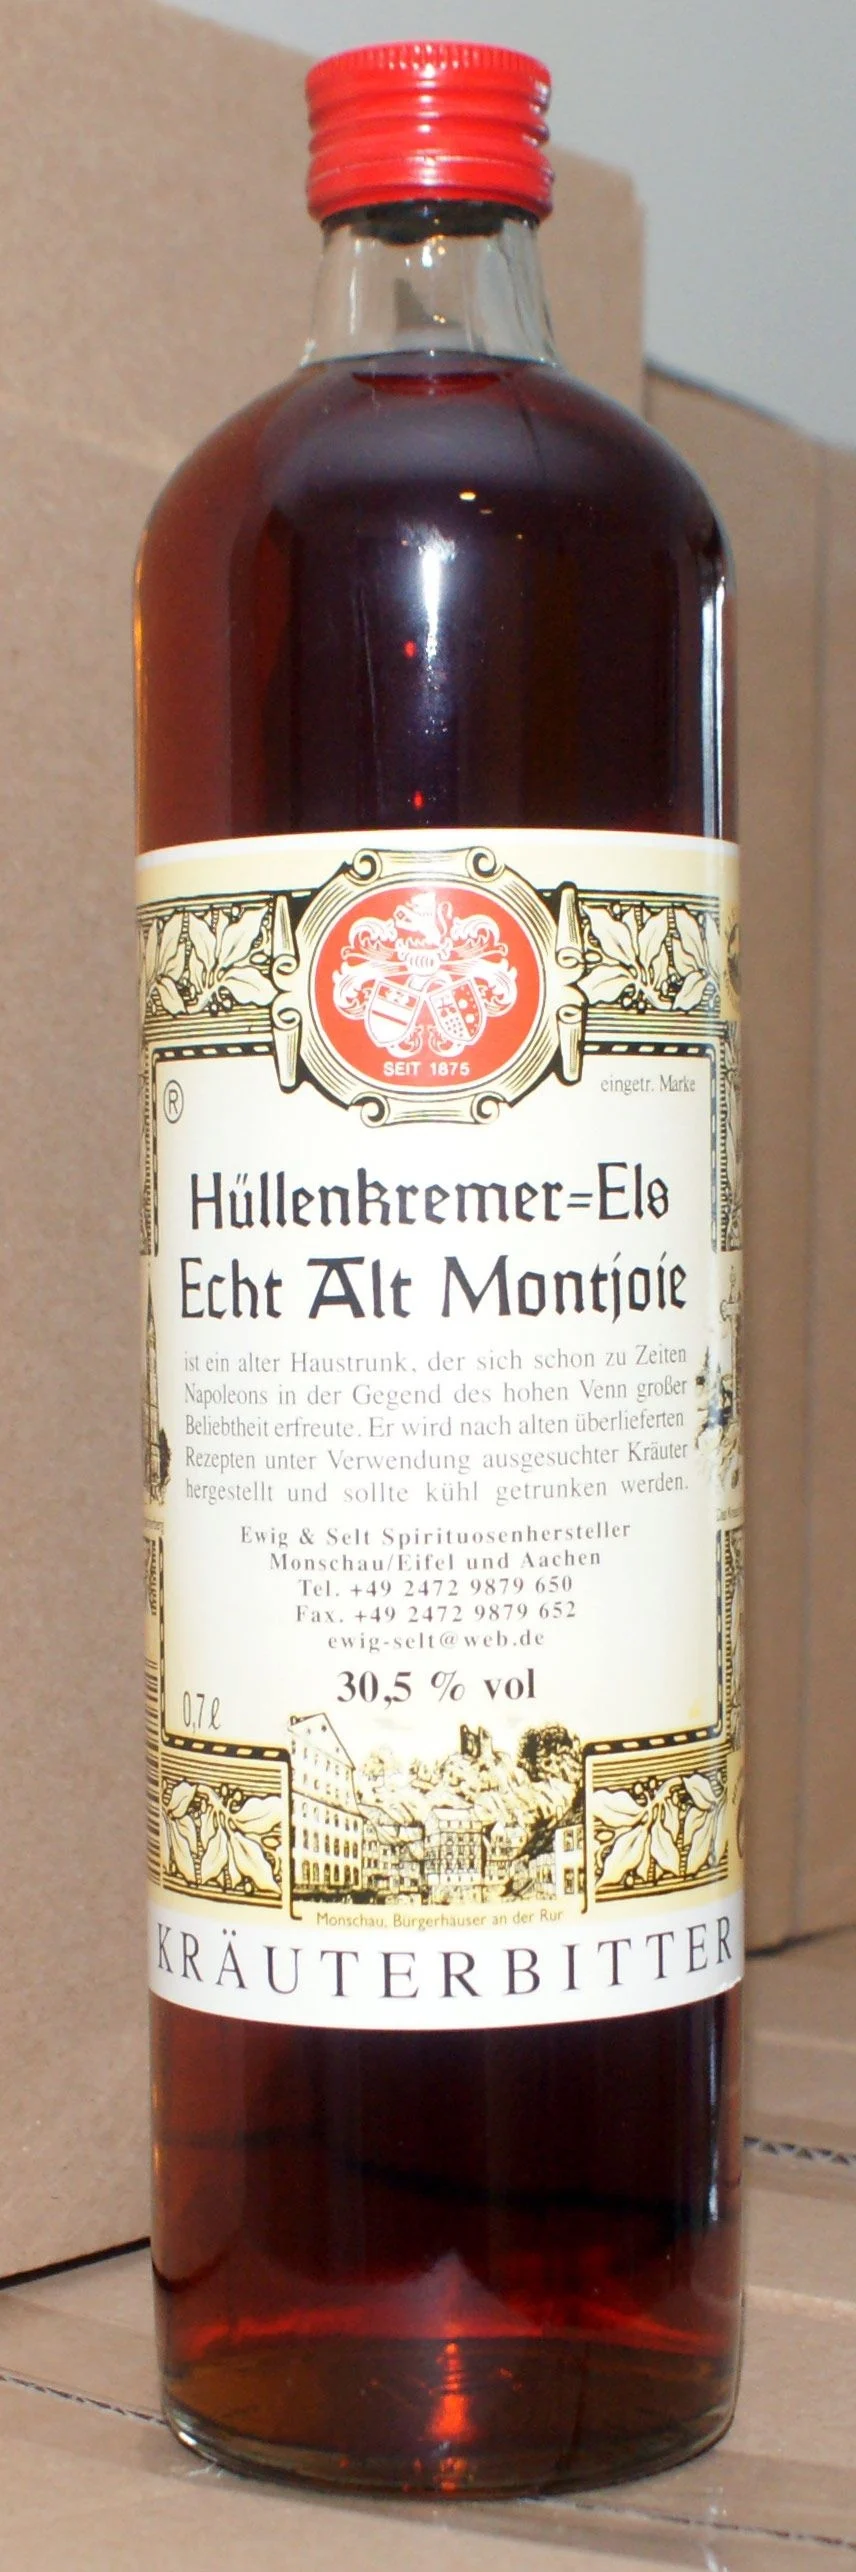 SEIT 1875
eingetr. Marke
®
Hüllenkremer=Els
Echt Alt Montjoie
ist ein alter Haustrunk, der sich schon zu Zeiten
Napoleons in der Gegend des hohen Venn großer
Beliebtheit erfreute. Er wird nach alten überlieferten
Rezepten unter Verwendung ausgesuchter Kräuter
hergestellt und sollte kühl getrunken werden.
Ewig & Selt Spirituosenhersteller
Monschau/Eifel und Aachen
Tel. +49 2472 9879 650
Fax. +49 2472 9879 652
ewig-selt@web.de
30,5 % vol
0,7 ℓ
Monschau, Bürgerhäuser an der Rur
KRÄUTERBITTER